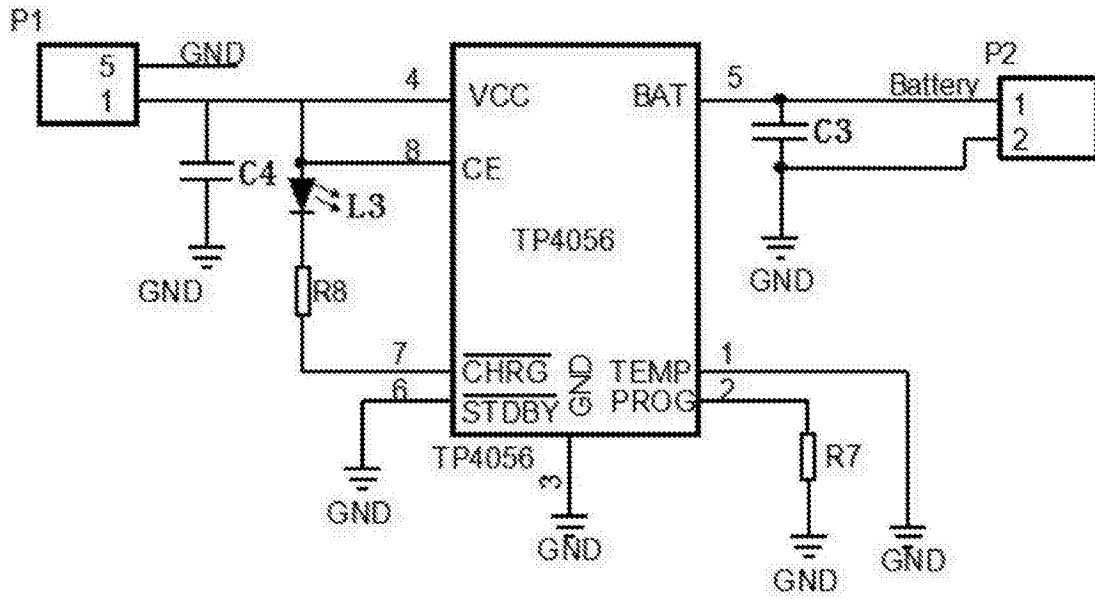 P1
5 GND
1
P2
4 VCC
BAT 5
Battery
1
2
C3
8 CE
C4
L3
TP4056
GND
GND
R8
7 CHRG
GND
TEMP 1
6 STDBY
PROG 2
TP4056
3
R7
GND
GND
GND
GND